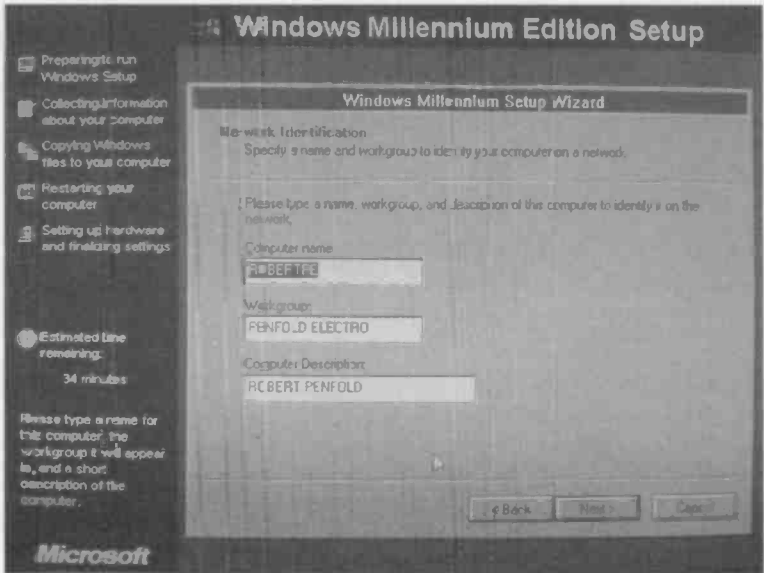 Windows Millennium Edition Setup
Preparing to run
Windows Setup
Collecting information
about your computer
Copying Windows
files to your computer
Restarting your
computer
Setting up hardware
and finalizing settings
Estimated time
remaining:
34 minutes
Please type a name for
this computer, the
workgroup it will appear
in, and a short
description of the
computer.
Microsoft
Windows Millennium Setup Wizard
Network Identification
Specify a name and workgroup to identify your computer on a network.
Please type a name, workgroup, and description of this computer to identify it on the
network.
Computer name
Workgroup:
PENFOLD ELECTRO
Computer Description:
ROBERT PENFOLD
< Back
Next >
Cancel